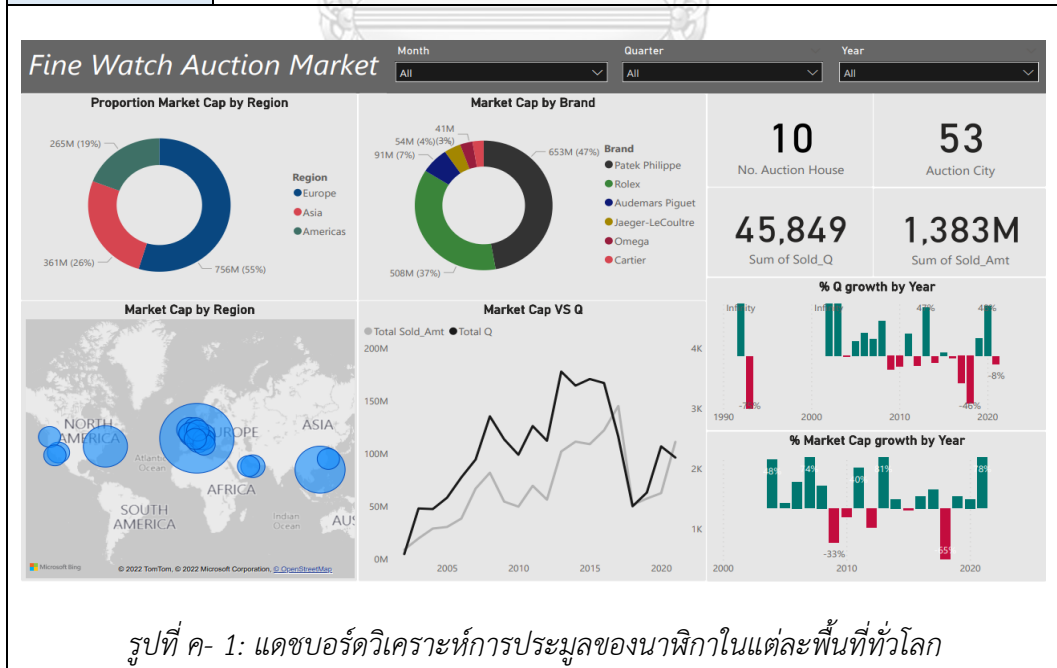 Fine Watch Auction Market
Month
All
Quarter
All
Year
All
Proportion Market Cap by Region
265M (19%)
361M (26%)
756M (55%)
Region
Europe
Asia
Americas
Market Cap by Brand
41M
(3%)
54M (4%)
91M (7%)
508M (37%)
653M (47%)
Brand
Patek Philippe
Rolex
Audemars Piguet
Jaeger-LeCoultre
Omega
Cartier
10
No. Auction House
53
Auction City
45,849
Sum of Sold_Q
1,383M
Sum of Sold_Amt
Market Cap by Region
NORTH
AMERICA
EUROPE
ASIA
Atlantic
Ocean
AFRICA
SOUTH
AMERICA
Indian
Ocean
AUS
Microsoft Bing
© 2022 TomTom, © 2022 Microsoft Corporation, © OpenStreetMap
Market Cap VS Q
Total Sold_Amt Total Q
200M
150M
100M
50M
0M
4K
3K
2K
1K
2005 2010 2015 2020
% Q growth by Year
Infinity Infinity 47%
-46%
-8%
1990 2000 2010 2020
% Market Cap growth by Year
74% 40% 78%
-33%
2000 2010 2020
รูปที่ ค- 1: แดชบอร์ดวิเคราะห์การประมูลของนาฬิกาในแต่ละพื้นที่ทั่วโลก